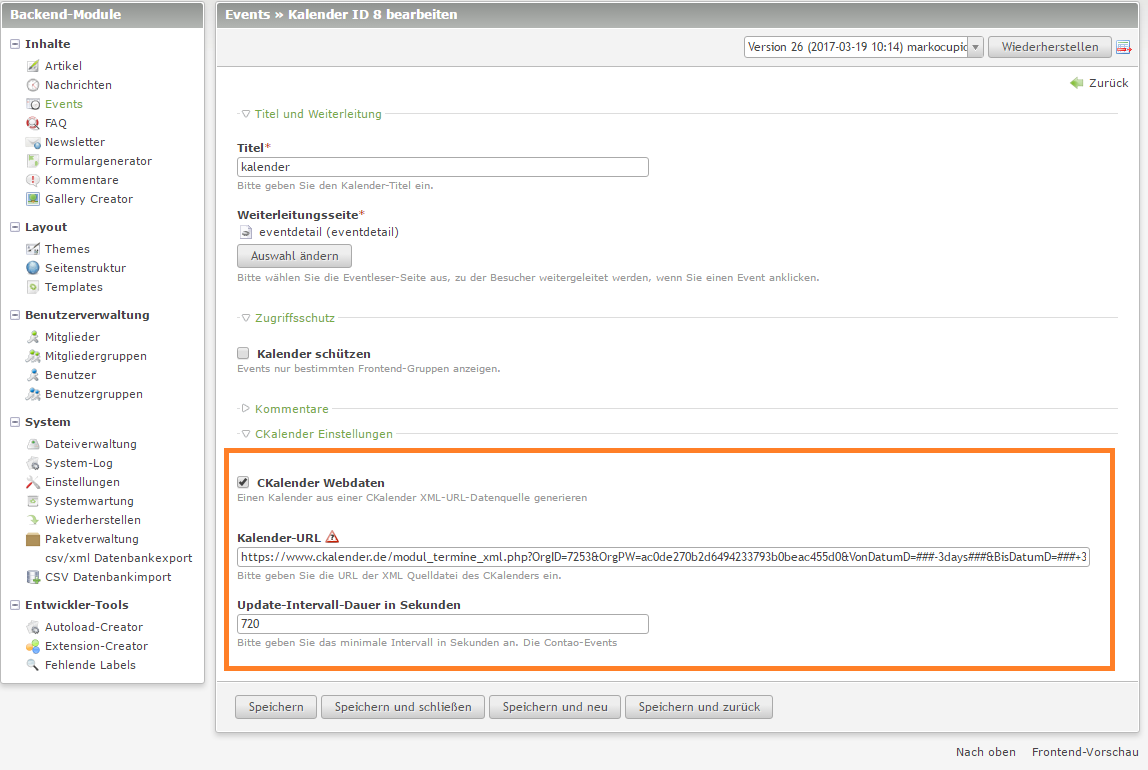 Backend-Module
Inhalte
Artikel
Nachrichten
Events
FAQ
Newsletter
Formulargenerator
Kommentare
Gallery Creator
Layout
Themes
Seitenstruktur
Templates
Benutzerverwaltung
Mitglieder
Mitgliedergruppen
Benutzer
Benutzergruppen
System
Dateiverwaltung
System-Log
Einstellungen
Systemwartung
Wiederherstellen
Paketverwaltung
csv/xml Datenbankexport
CSV Datenbankimport
Entwickler-Tools
Autoload-Creator
Extension-Creator
Fehlende Labels
Events » Kalender ID 8 bearbeiten
Version 26 (2017-03-19 10:14) markocupic
Wiederherstellen
Zurück
Titel und Weiterleitung
Titel*
kalender
Bitte geben Sie den Kalender-Titel ein.
Weiterleitungsseite*
eventdetail (eventdetail)
Auswahl ändern
Bitte wählen Sie die Eventleser-Seite aus, zu der Besucher weitergeleitet werden, wenn Sie einen Event anklicken.
Zugriffsschutz
Kalender schützen
Events nur bestimmten Frontend-Gruppen anzeigen.
Kommentare
CKalender Einstellungen
CKalender Webdaten
Einen Kalender aus einer CKalender XML-URL-Datenquelle generieren
Kalender-URL
https://www.ckalender.de/modul_termine_xml.php?OrgID=7253&OrgPW=ac0de270b2d6494233793b0beac455d0&VonDatumD=###-3days###&BisDatumD=###+3
Bitte geben Sie die URL der XML Quelldatei des CKalenders ein.
Update-Intervall-Dauer in Sekunden
720
Bitte geben Sie das minimale Intervall in Sekunden an. Die Contao-Events
Speichern
Speichern und schließen
Speichern und neu
Speichern und zurück
Nach oben
Frontend-Vorschau